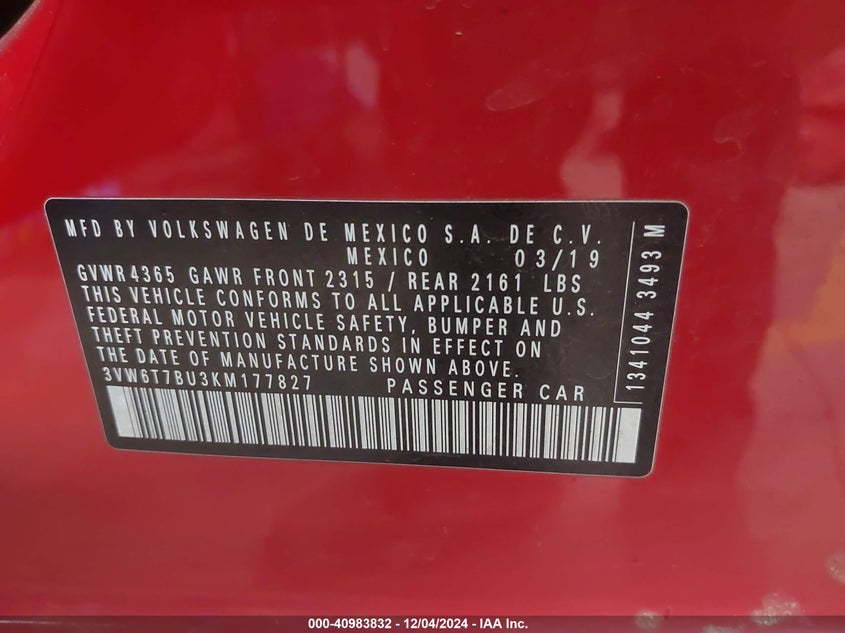 MFD BY VOLKSWAGEN DE MEXICO S.A. DE C.V.
MEXICO 03/19
GVWR 4365 GAWR FRONT 2315 / REAR 2161 LBS
THIS VEHICLE CONFORMS TO ALL APPLICABLE U.S.
FEDERAL MOTOR VEHICLE SAFETY, BUMPER AND
THEFT PREVENTION STANDARDS IN EFFECT ON
THE DATE OF MANUFACTURE SHOWN ABOVE.
3VW6T7BU3KM177827 PASSENGER CAR
1341044 3493 M
000-40983832 - 12/04/2024 - IAA Inc.